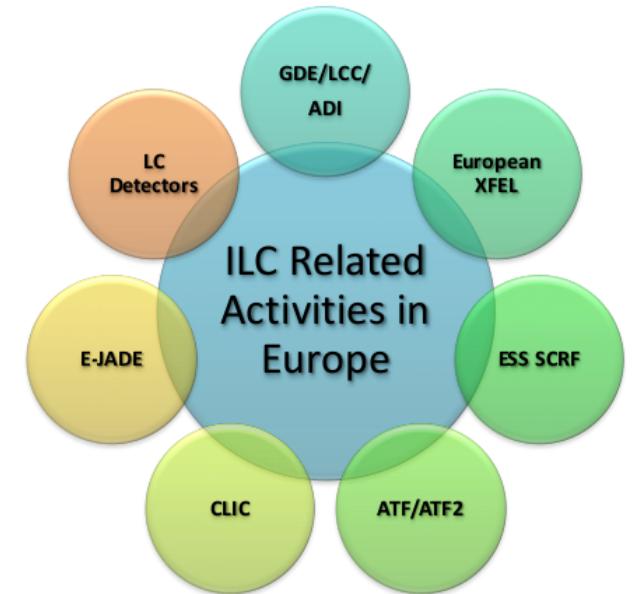 GDE/LCC/
ADI
European
XFEL
ESS SCRF
ATF/ATF2
CLIC
E-JADE
LC
Detectors
ILC Related
Activities in
Europe